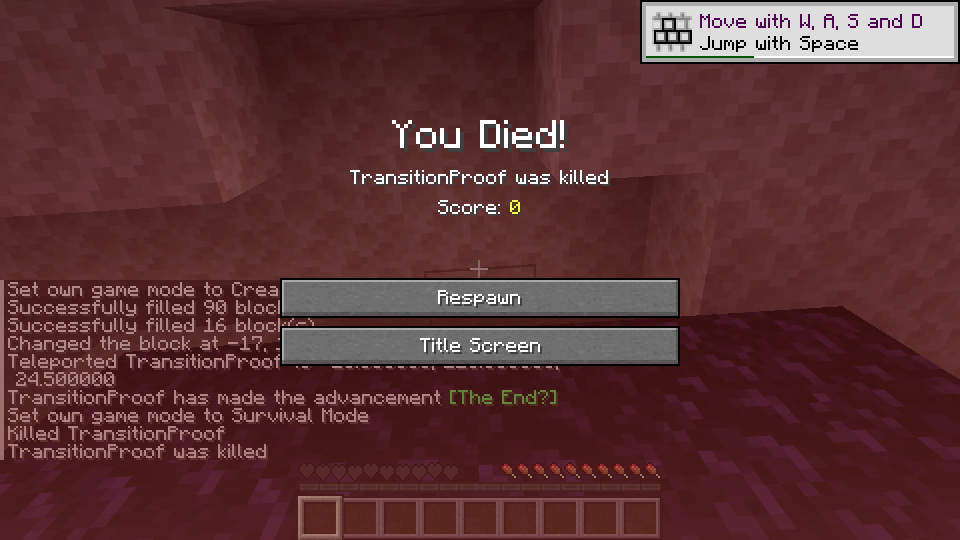 Move with W, A, S and D
Jump with Space
You Died!
TransitionProof was killed
Score: 0
Set own game mode to Crea
Respawn
Successfully filled 90 bloc
Successfully filled 16 block(s)
Changed the block at -17,
Title Screen
Teleported TransitionProof
24.500000
TransitionProof has made the advancement [The End?]
Set own game mode to Survival Mode
Killed TransitionProof
TransitionProof was killed